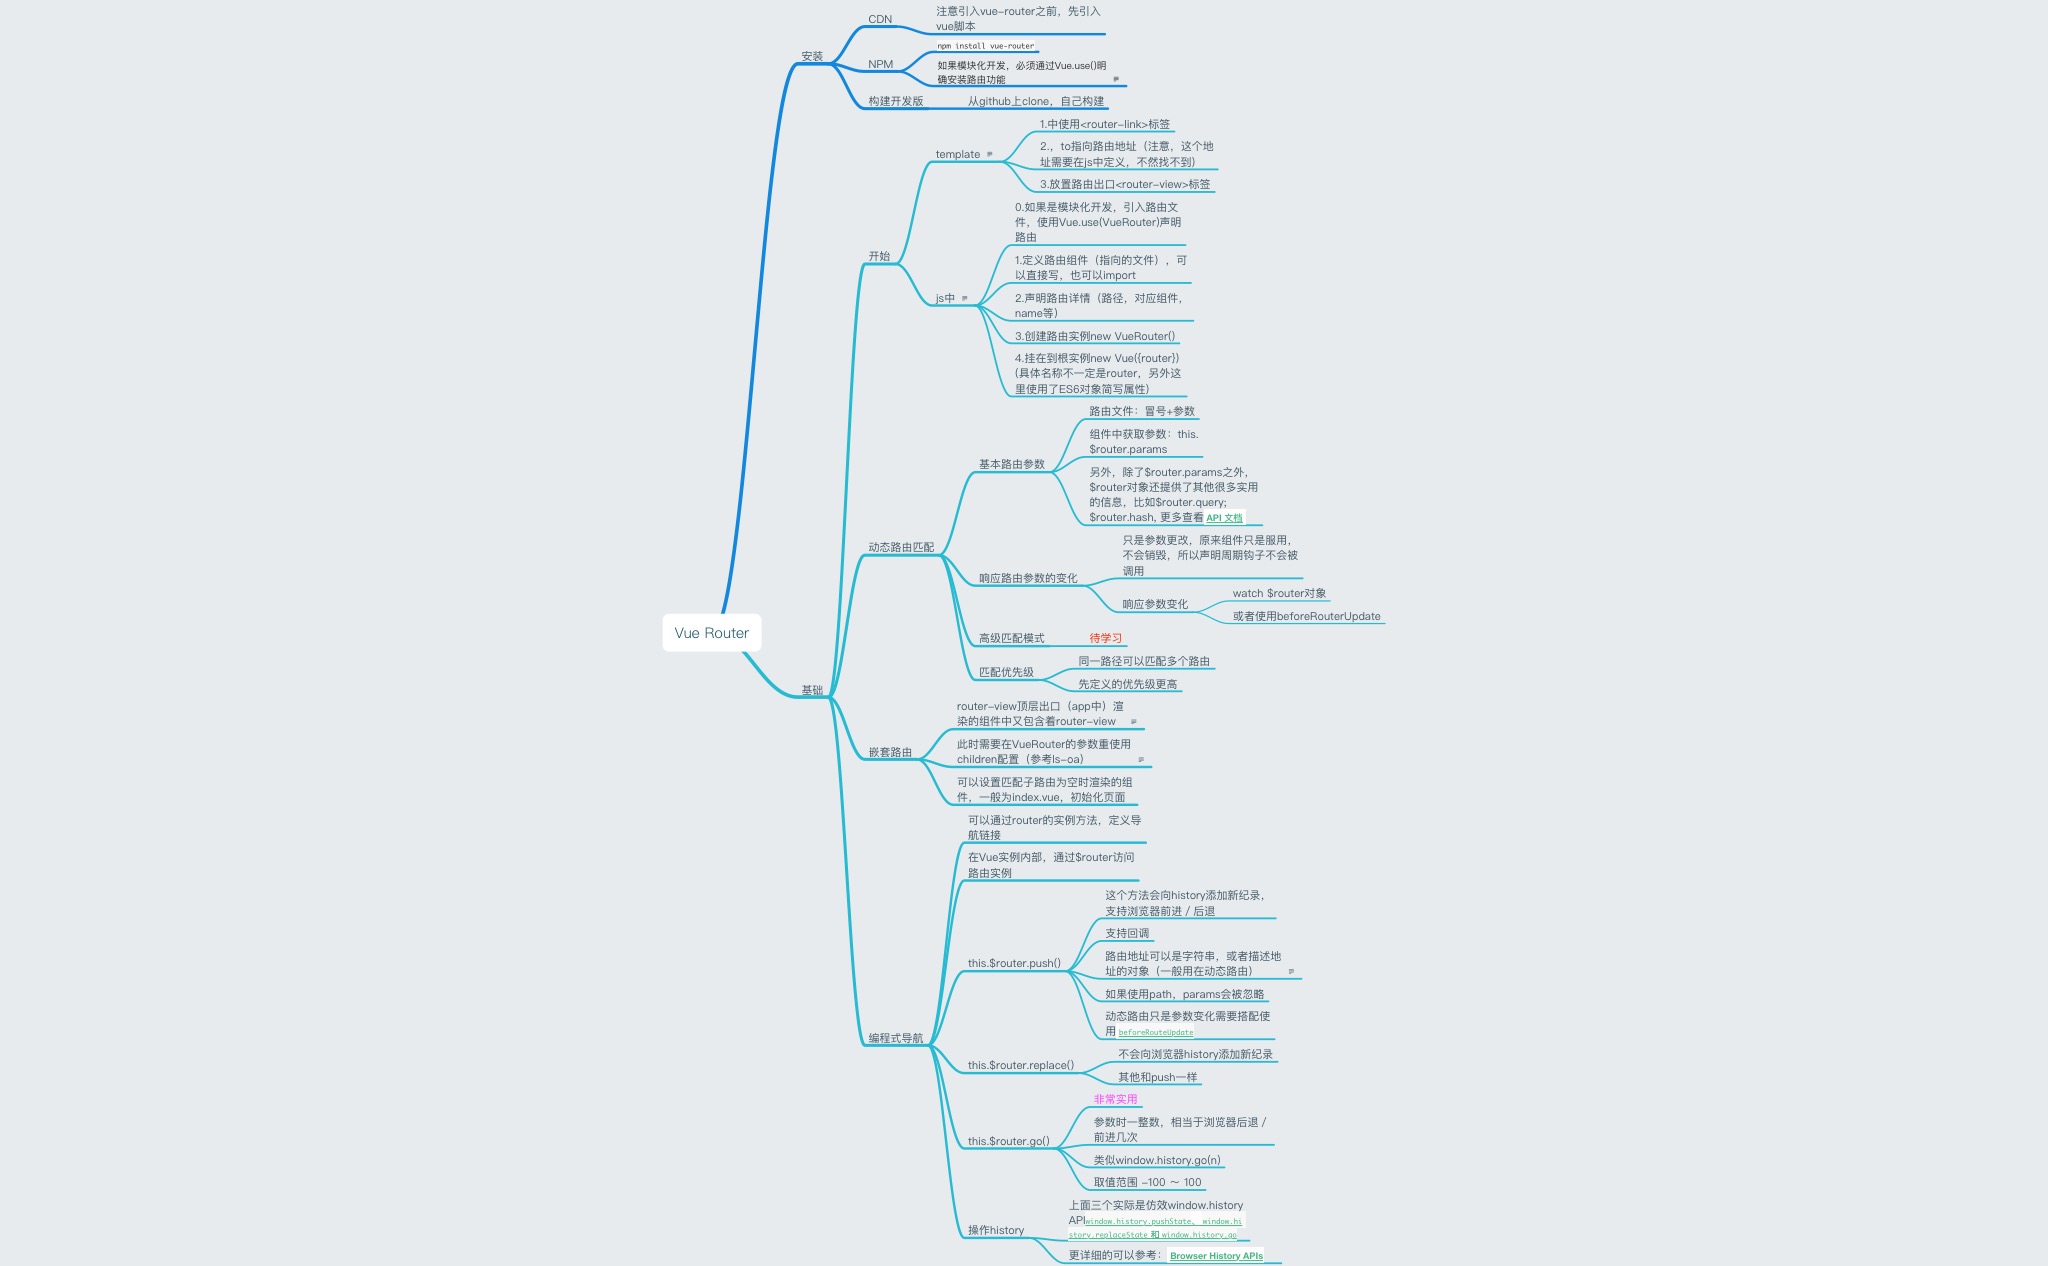 Vue Router
安装
CDN
注意引入vue-router之前，先引入
vue脚本
NPM
npm install vue-router
如果模块化开发，必须通过Vue.use()明
确安装路由功能
构建开发版
从github上clone，自己构建
基础
开始
template
1.中使用<router-link>标签
2.，to指向路由地址（注意，这个地
址需要在js中定义，不然找不到）
3.放置路由出口<router-view>标签
js中
0.如果是模块化开发，引入路由文
件，使用Vue.use(VueRouter)声明
路由
1.定义路由组件（指向的文件），可
以直接写，也可以import
2.声明路由详情（路径，对应组件，
name等）
3.创建路由实例new VueRouter()
4.挂在到根实例new Vue({router})
(具体名称不一定是router，另外这
里使用了ES6对象简写属性)
动态路由匹配
基本路由参数
路由文件：冒号+参数
组件中获取参数：this.
$router.params
另外，除了$router.params之外，
$router对象还提供了其他很多实用
的信息，比如$router.query;
$router.hash, 更多查看 API 文档
响应路由参数的变化
只是参数更改，原来组件只是服用，
不会销毁，所以声明周期钩子不会被
调用
响应参数变化
watch $router对象
或者使用beforeRouterUpdate
高级匹配模式
待学习
匹配优先级
同一路径可以匹配多个路由
先定义的优先级更高
嵌套路由
router-view顶层出口（app中）渲
染的组件中又包含着router-view
此时需要在VueRouter的参数重使用
children配置（参考ls-oa）
可以设置匹配子路由为空时渲染的组
件，一般为index.vue，初始化页面
编程式导航
可以通过router的实例方法，定义导
航链接
在Vue实例内部，通过$router访问
路由实例
this.$router.push()
这个方法会向history添加新纪录，
支持浏览器前进 / 后退
支持回调
路由地址可以是字符串，或者描述地
址的对象（一般用在动态路由）
如果使用path，params会被忽略
动态路由只是参数变化需要搭配使
用 beforeRouteUpdate
this.$router.replace()
不会向浏览器history添加新纪录
其他和push一样
this.$router.go()
非常实用
参数时一整数，相当于浏览器后退 /
前进几次
类似window.history.go(n)
取值范围 -100 ～ 100
操作history
上面三个实际是仿效window.history
APIwindow.history.pushState、 window.hi
story.replaceState 和 window.history.go
更详细的可以参考： Browser History APIs